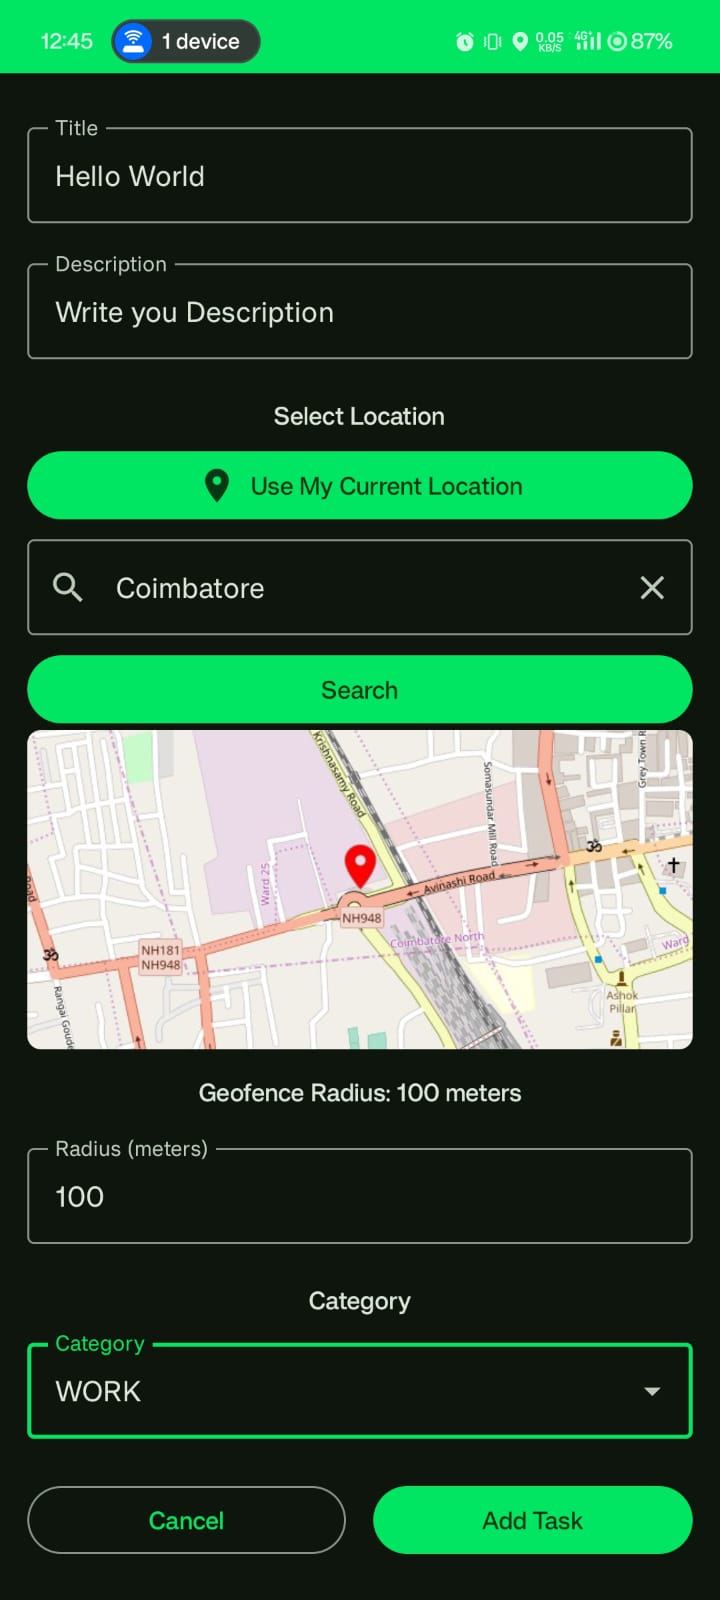 12:45
1 device
0.05
KB/S
4G+
87%
Title
Hello World
Description
Write you Description
Select Location
Use My Current Location
Coimbatore
Search
Krishnasamy Road
Somasundar Mill Road
Grey Town R
Ward 25
Avinashi Road
NH948
Coimbatore North
NH181
NH948
Ward
Rangai Goude
Ashok
Pillar
Geofence Radius: 100 meters
Radius (meters)
100
Category
Category
WORK
Cancel
Add Task